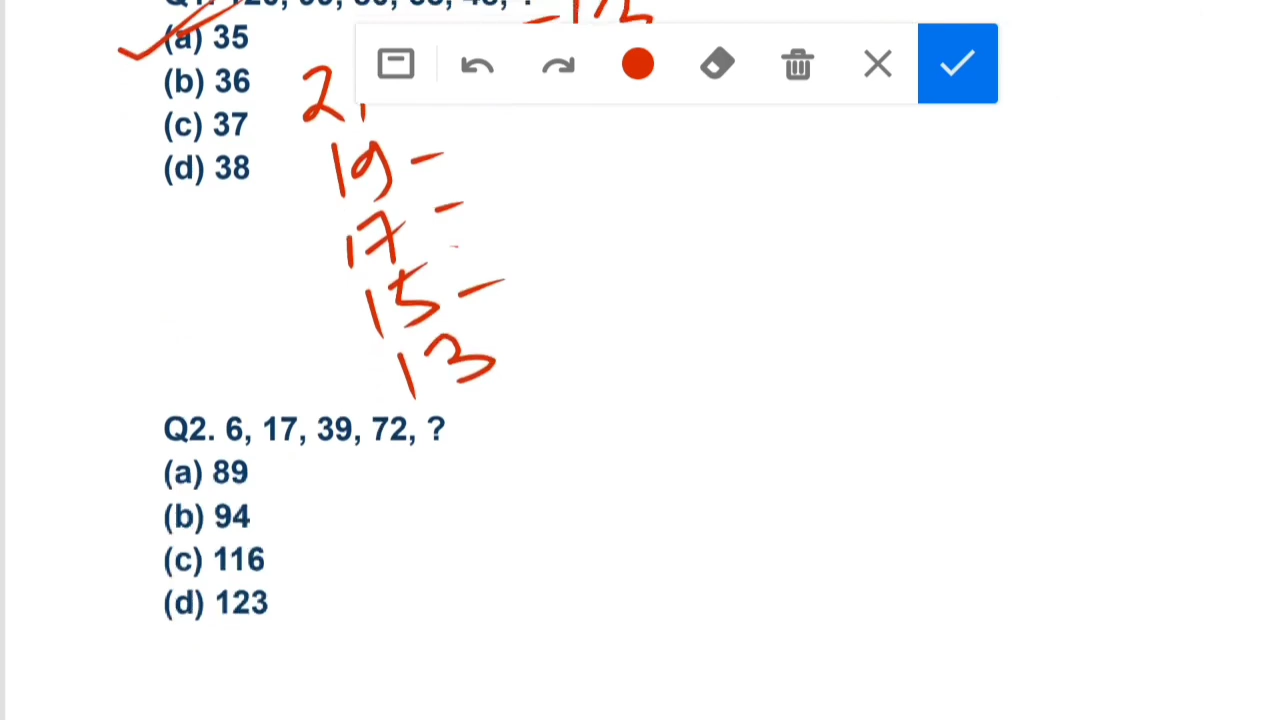 (a) 35
(b) 36
(c) 37
(d) 38
19 -
17 -
15 -
13
Q2. 6, 17, 39, 72, ?
(a) 89
(b) 94
(c) 116
(d) 123